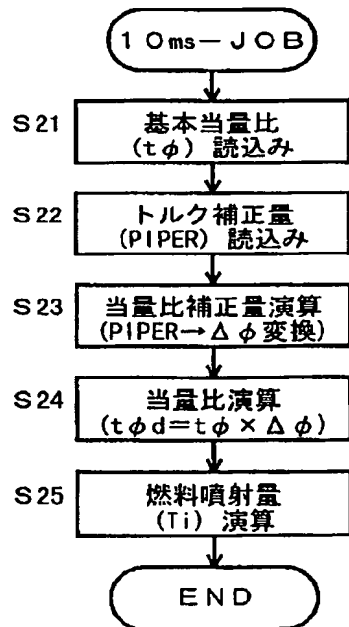 10ms-JOB
S21
基本当量比
(tφ) 読込み
S22
トルク補正量
(PIPER) 読込み
S23
当量比補正量演算
(PIPER→Δφ変換)
S24
当量比演算
(tφd=tφ×Δφ)
S25
燃料噴射量
(Ti) 演算
END